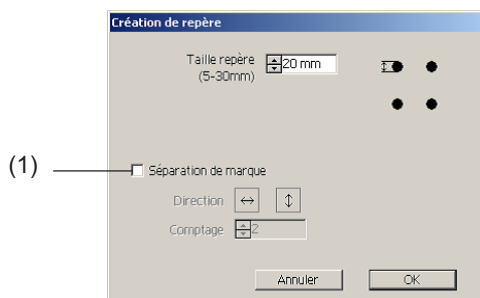 Création de repère
Taille repère 20 mm
(5-30mm)
(1)
Séparation de marque
Direction
Comptage 2
Annuler OK